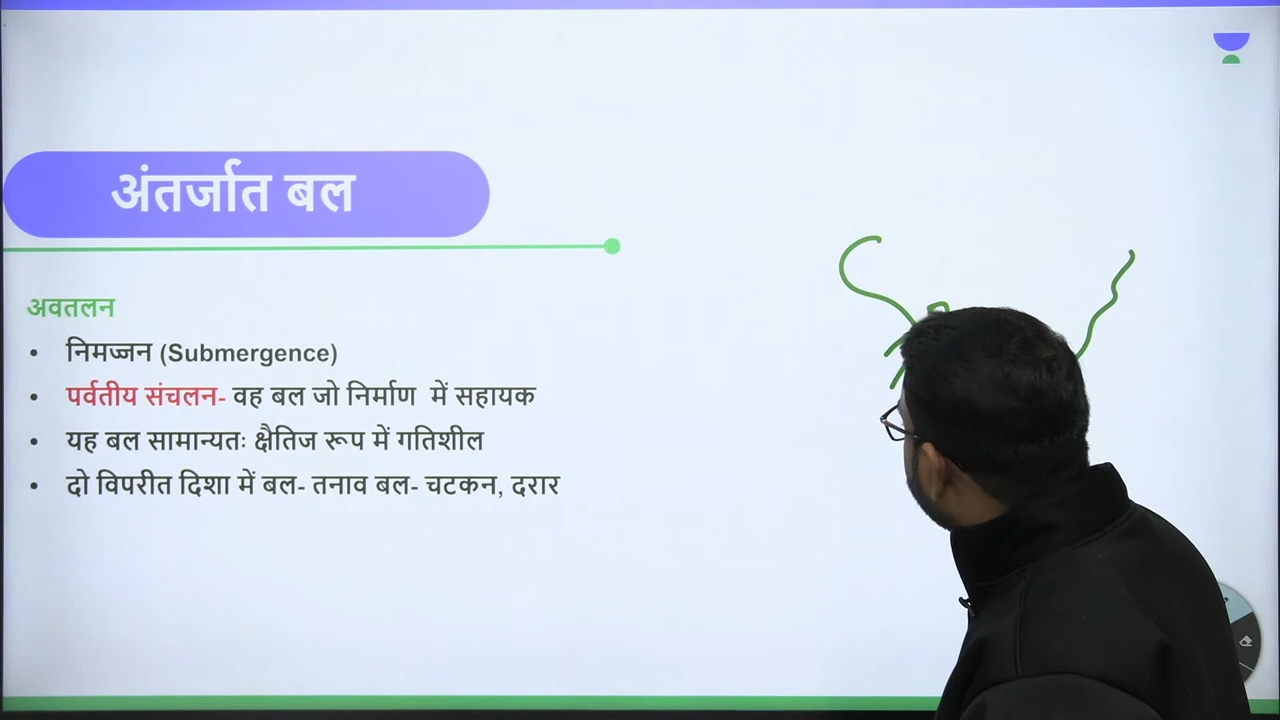 अंतर्जात बल
अवतलन
• निमज्जन (Submergence)
• पर्वतीय संचलन- वह बल जो निर्माण में सहायक
• यह बल सामान्यतः क्षैतिज रूप में गतिशील
• दो विपरीत दिशा में बल- तनाव बल- चटकन, दरार